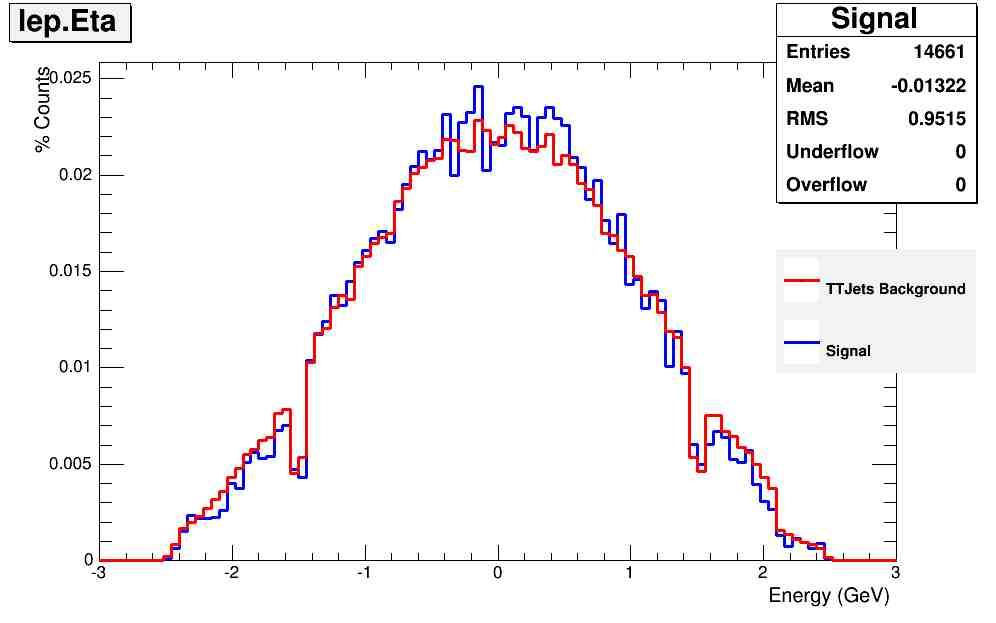 lep.Eta
Signal
Entries 14661
Mean -0.01322
RMS 0.9515
Underflow 0
Overflow 0
% Counts
0.025
0.02
0.015
0.01
0.005
0
-3 -2 -1 0 1 2 3
Energy (GeV)
TTJets Background
Signal